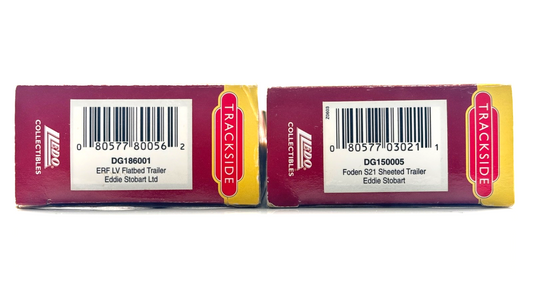 LLEDO
COLLECTIBLES
0 80577 80056 2
DG186001
ERF LV Flatbed Trailer
Eddie Stobart Ltd
TRACKSIDE
LLEDO
COLLECTIBLES
25003
0 80577 03021 1
DG150005
Foden S21 Sheeted Trailer
Eddie Stobart
TRACKSIDE